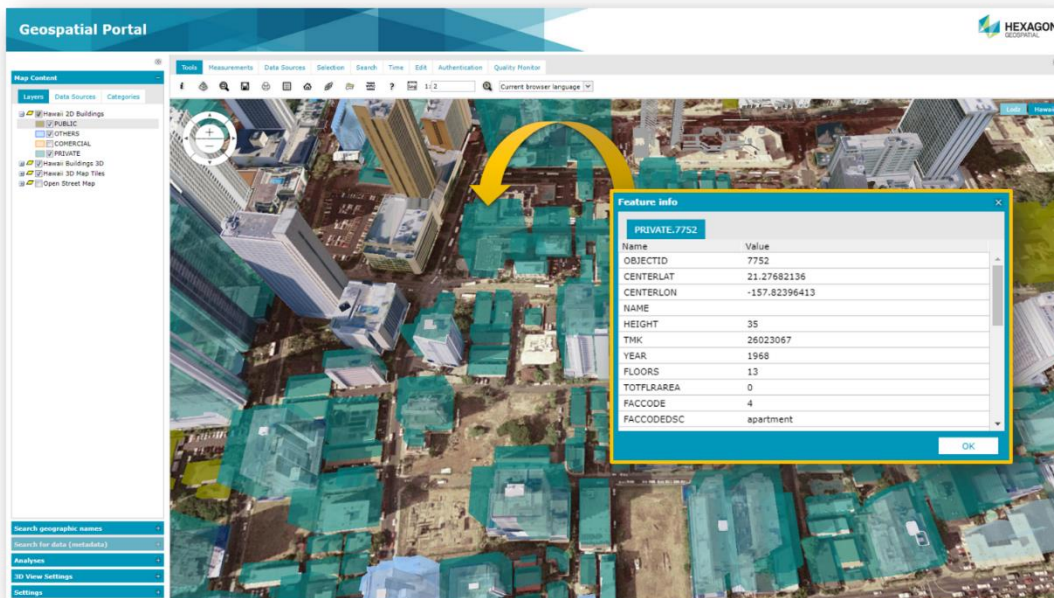 Geospatial Portal
HEXAGON
GEOSPATIAL
Map Content
Layers Data Sources Categories
Hawaii 2D Buildings
PUBLIC
OTHERS
COMERCIAL
PRIVATE
Hawaii Buildings 3D
Hawaii 3D Map Tiles
Open Street Map
Search geographic names
Search for data (metadata)
Analyses
3D View Settings
Settings
Tools Measurements Data Sources Selection Search Time Edit Authentication Quality Monitor
1: 2 Current browser language
Lodz Hawaii
Feature info
PRIVATE.7752
Name Value
OBJECTID 7752
CENTERLAT 21.27682136
CENTERLON -157.82396413
NAME
HEIGHT 35
TMK 26023067
YEAR 1968
FLOORS 13
TOTFLRAREA 0
FACCODE 4
FACCODEDSC apartment
OK